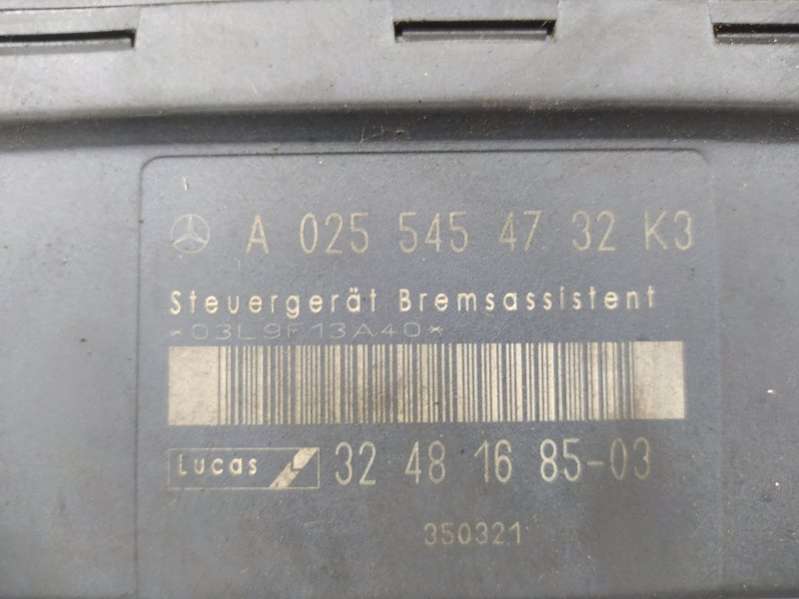 A 025 545 47 32 K3
Steuergerät Bremsassistent
*03L9F13A40*
Lucas 32 48 16 85-03
350321